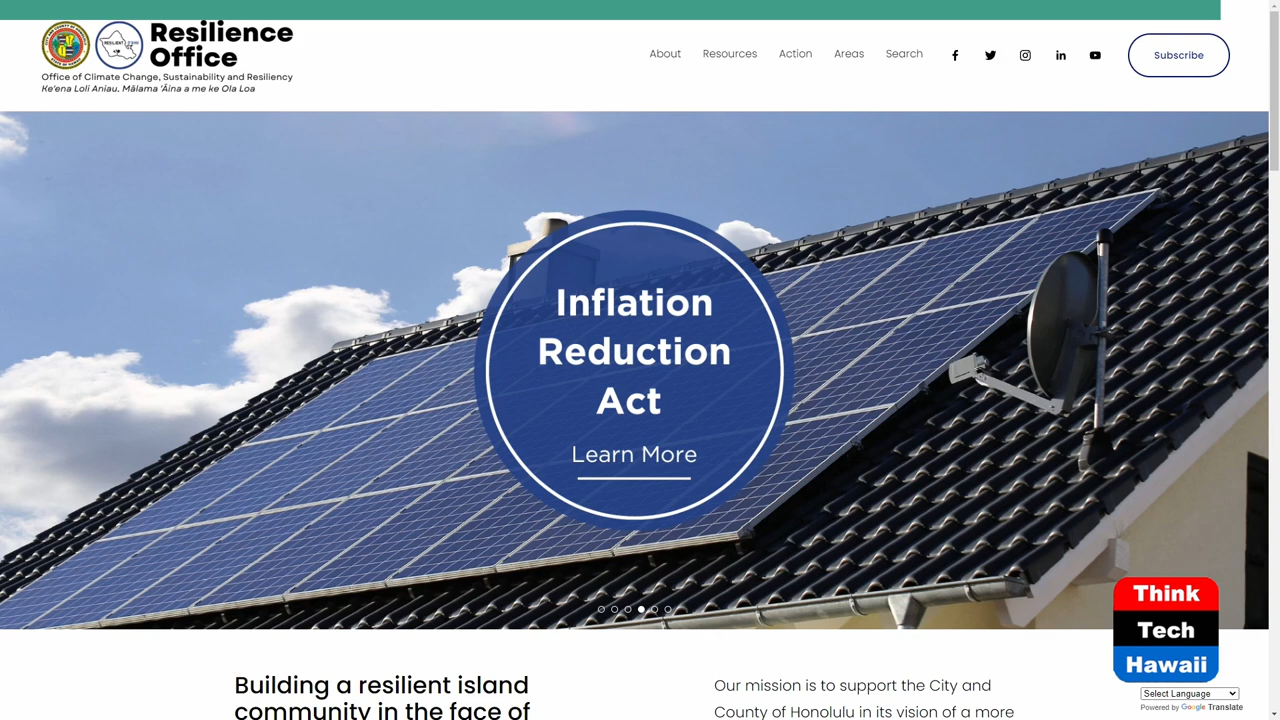 Resilience
Office
Office of Climate Change, Sustainability and Resiliency
Ke'ena Loli Aniau, Mālama ʻĀina a me ke Ola Loa
About
Resources
Action
Areas
Search
Subscribe
Inflation
Reduction
Act
Learn More
Think
Tech
Hawaii
Select Language
Powered by Google Translate
Building a resilient island
community in the face of
Our mission is to support the City and
County of Honolulu in its vision of a more